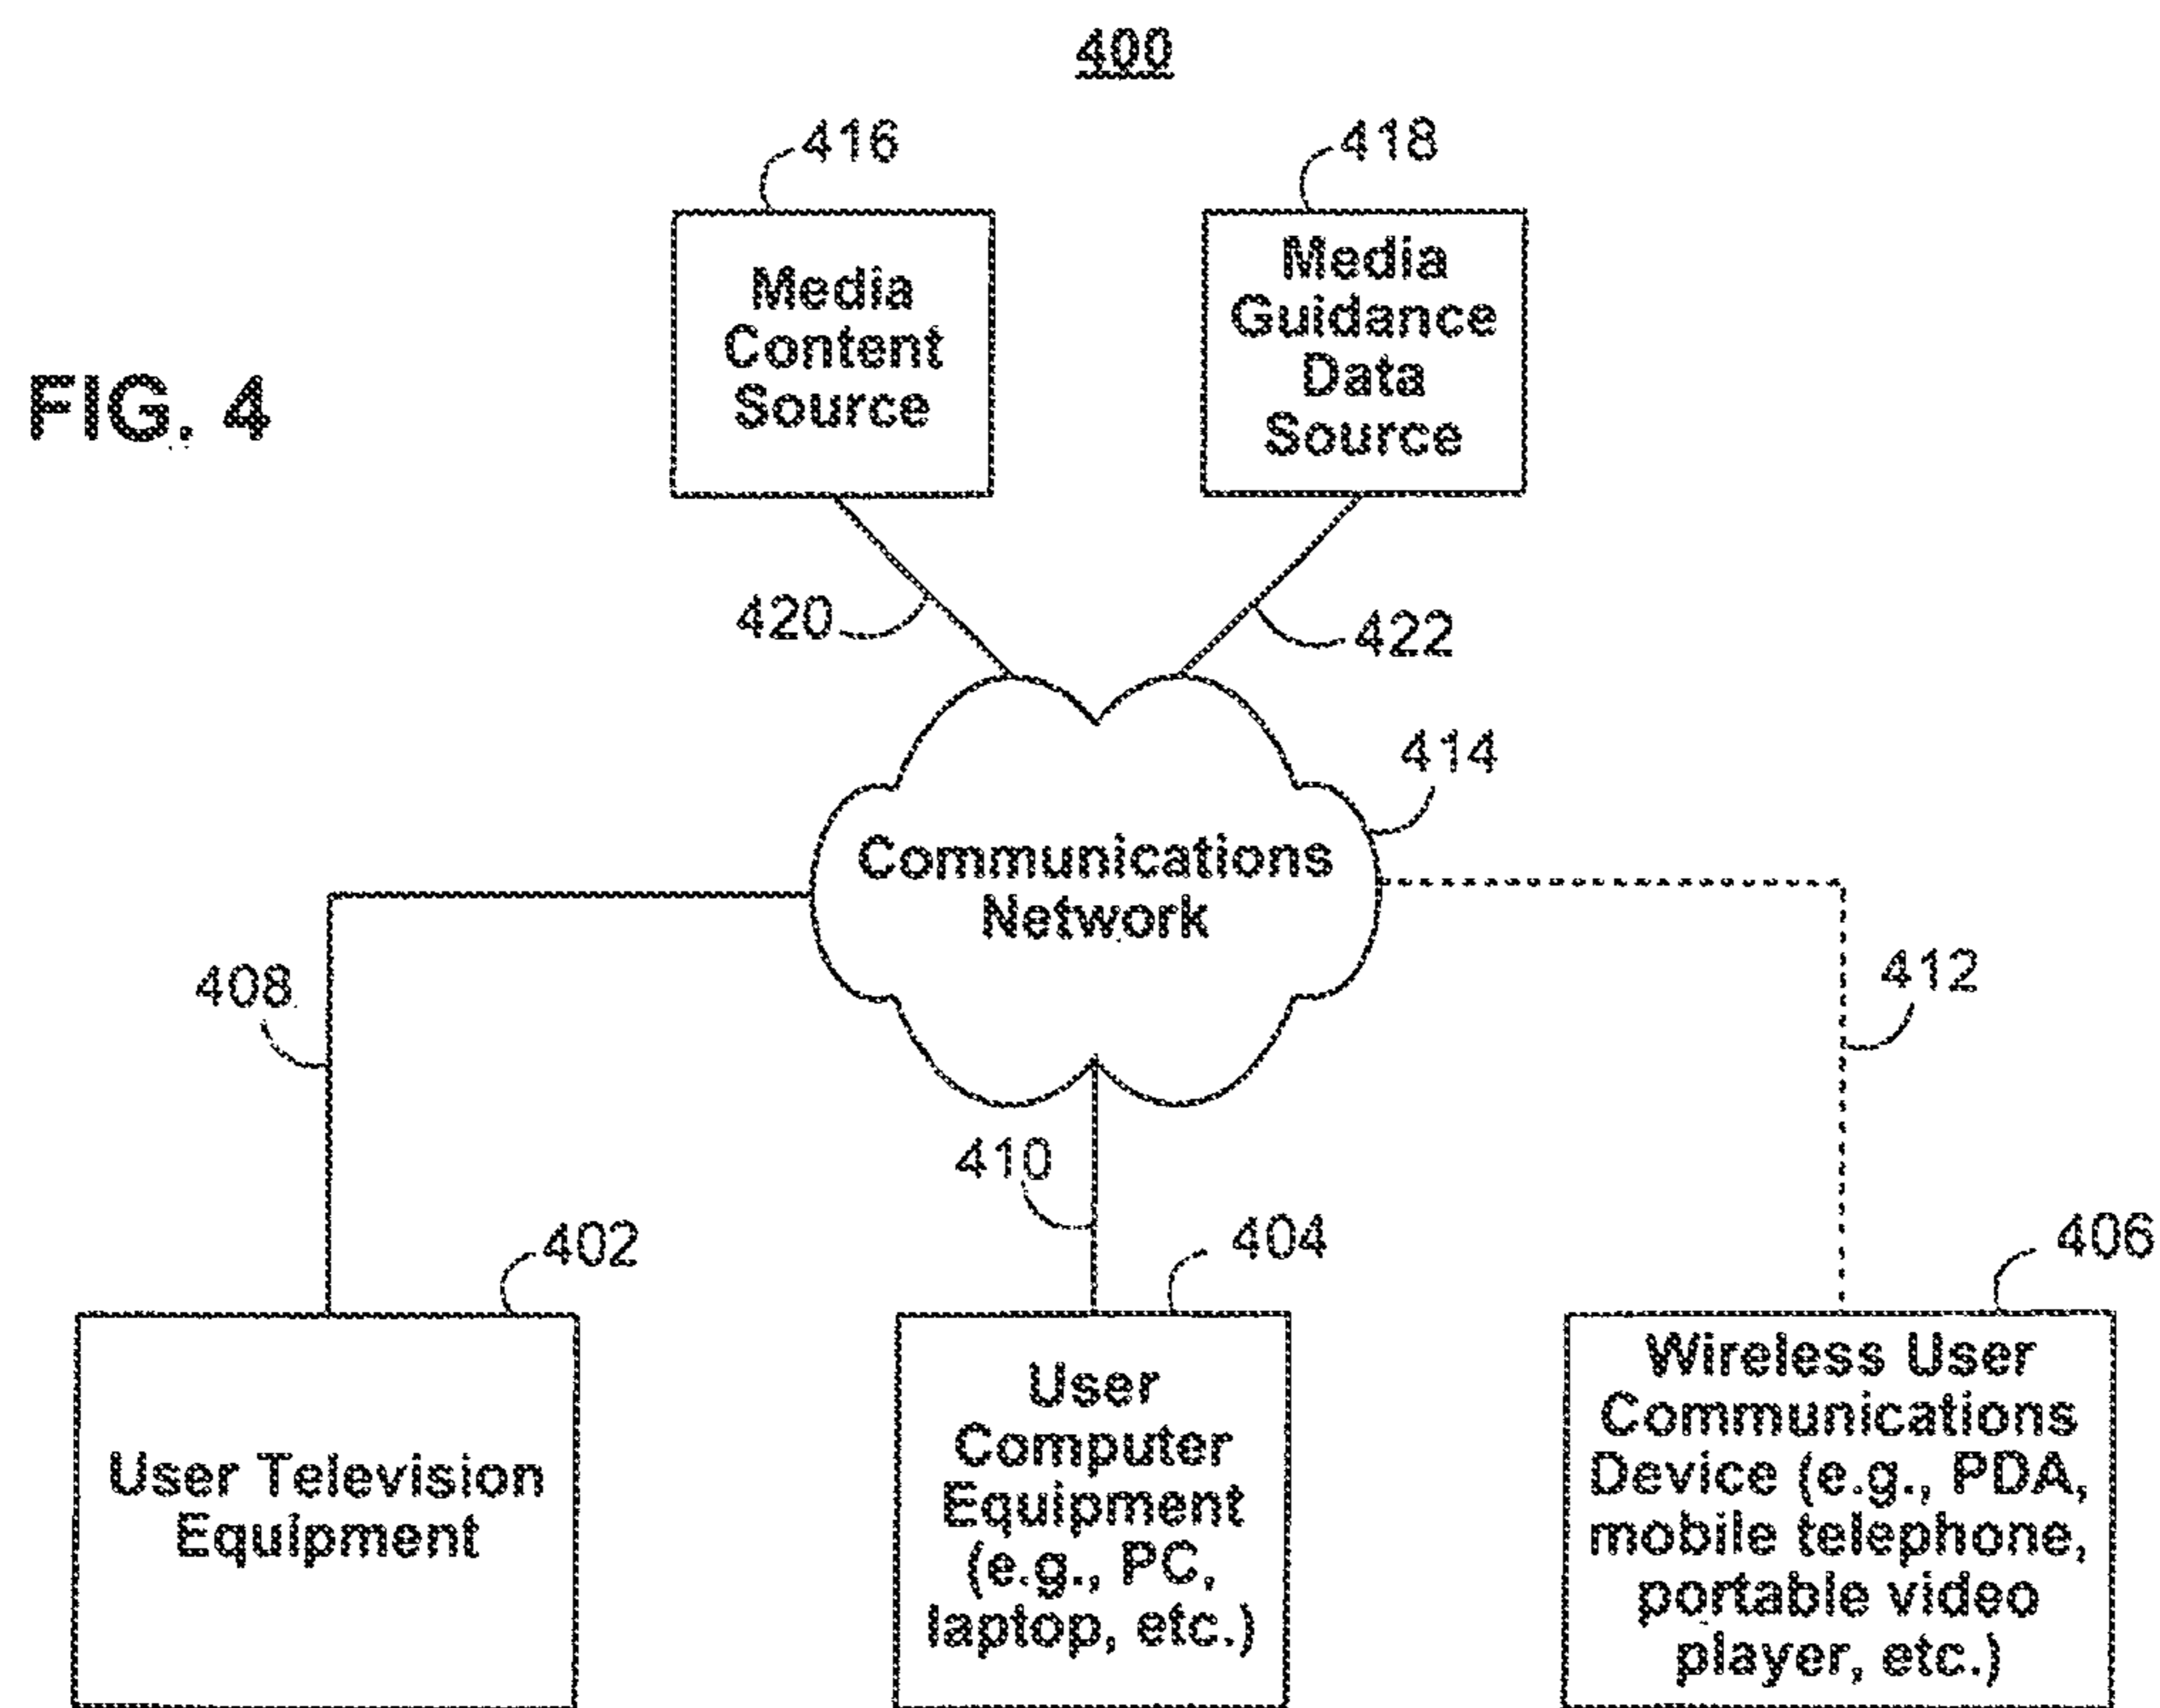 400
416
418
Media
Content
Source
Media
Guidance
Data
Source
FIG. 4
420
422
414
Communications
Network
408
412
410
402
404
406
User Television
Equipment
User
Computer
Equipment
(e.g., PC,
laptop, etc.)
Wireless User
Communications
Device (e.g., PDA,
mobile telephone,
portable video
player, etc.)